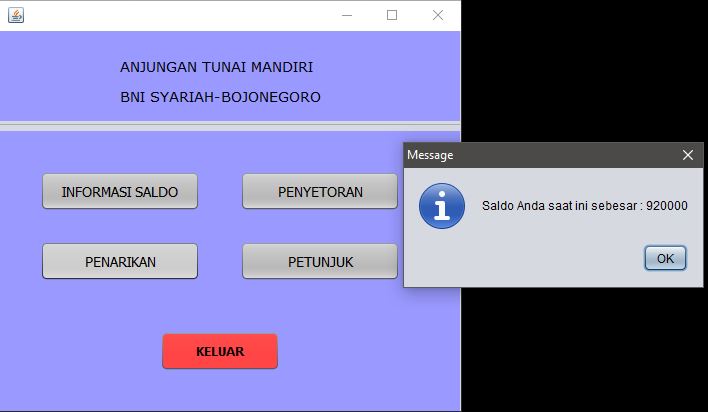 ANJUNGAN TUNAI MANDIRI
BNI SYARIAH-BOJONEGORO
INFORMASI SALDO
PENYETORAN
PENARIKAN
PETUNJUK
KELUAR
Message
Saldo Anda saat ini sebesar : 920000
OK